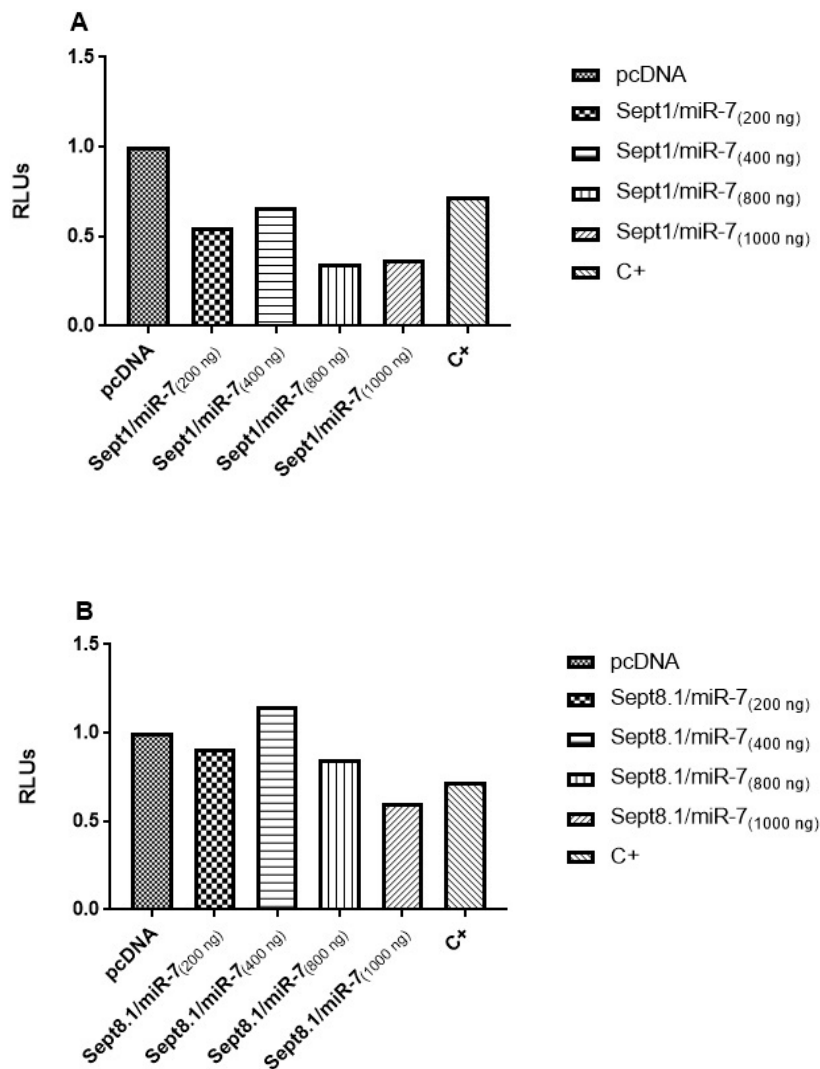 A
1.5
1.0
0.5
0.0
RLUs
pcDNA
Sept1/miR-7(200 ng)
Sept1/miR-7(400 ng)
Sept1/miR-7(800 ng)
Sept1/miR-7(1000 ng)
C+
pcDNA
Sept1/miR-7(200 ng)
Sept1/miR-7(400 ng)
Sept1/miR-7(800 ng)
Sept1/miR-7(1000 ng)
C+
B
1.5
1.0
0.5
0.0
RLUs
pcDNA
Sept8.1/miR-7(200 ng)
Sept8.1/miR-7(400 ng)
Sept8.1/miR-7(800 ng)
Sept8.1/miR-7(1000 ng)
C+
pcDNA
Sept8.1/miR-7(200 ng)
Sept8.1/miR-7(400 ng)
Sept8.1/miR-7(800 ng)
Sept8.1/miR-7(1000 ng)
C+